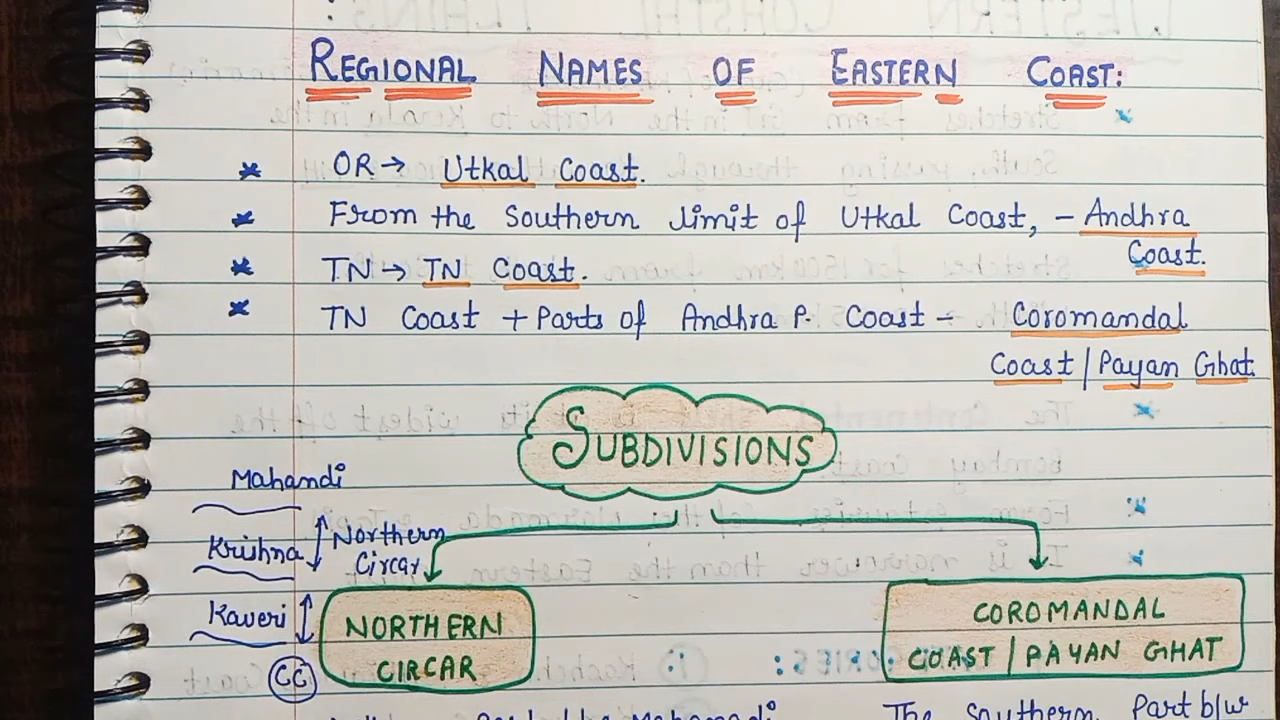 REGIONAL NAMES OF EASTERN COAST:
* OR → Utkal Coast.
* From the Southern limit of Utkal Coast, - Andhra
Coast.
* TN → TN Coast.
* TN Coast + Parts of Andhra P. Coast - Coromandal
Coast / Payan Ghat.
SUBDIVISIONS
Mahandi
Krishna Northern
Circar
Kaveri
CC
NORTHERN
CIRCAR
COROMANDAL
COAST / PAYAN GHAT
The Southern Part b/w